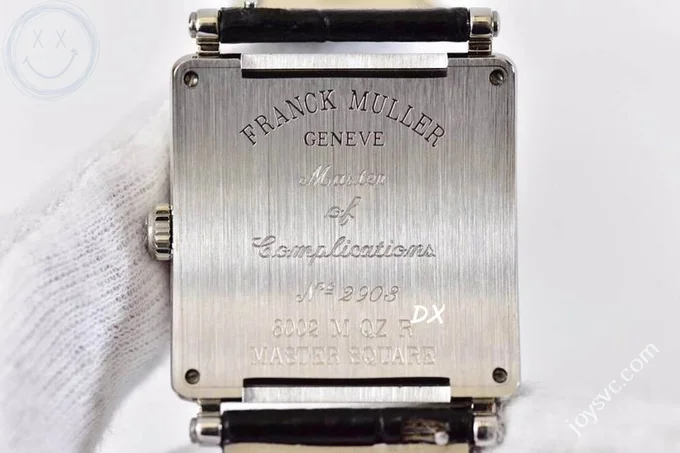 FRANCK MULLER
GENEVE
Master
of
Complications
Nº 2903
6002 M QZ R
DX
MASTER SQUARE
joysvc.com